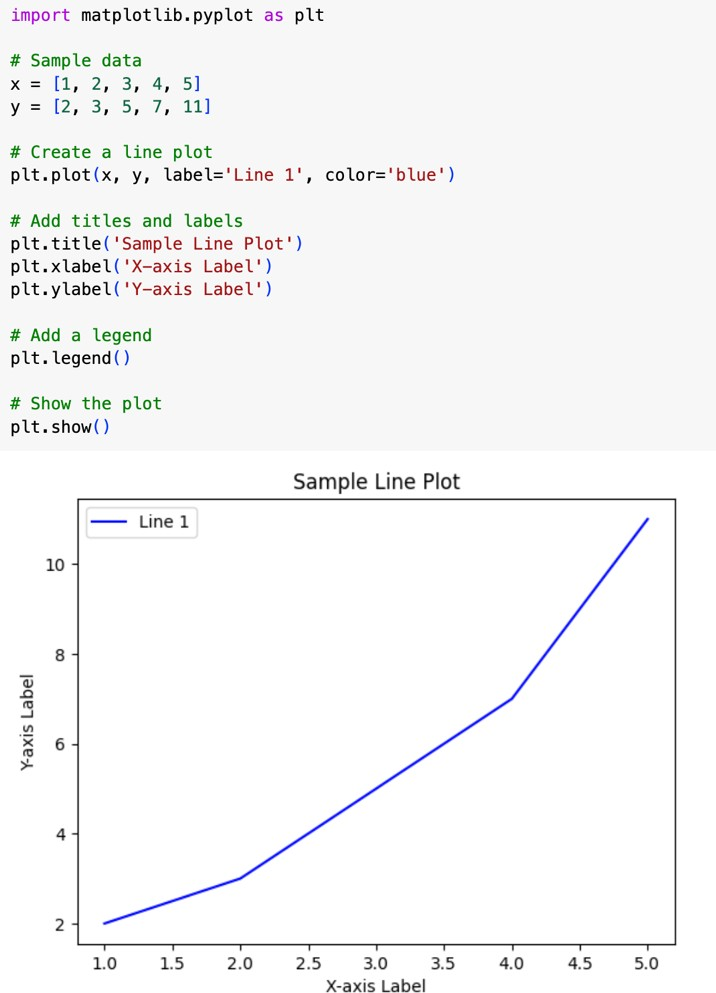 import matplotlib.pyplot as plt
# Sample data
x = [1, 2, 3, 4, 5]
y = [2, 3, 5, 7, 11]
# Create a line plot
plt.plot(x, y, label='Line 1', color='blue')
# Add titles and labels
plt.title('Sample Line Plot')
plt.xlabel('X-axis Label')
plt.ylabel('Y-axis Label')
# Add a legend
plt.legend()
# Show the plot
plt.show()
Sample Line Plot
Line 1
10
8
6
4
2
Y-axis Label
1.0 1.5 2.0 2.5 3.0 3.5 4.0 4.5 5.0
X-axis Label